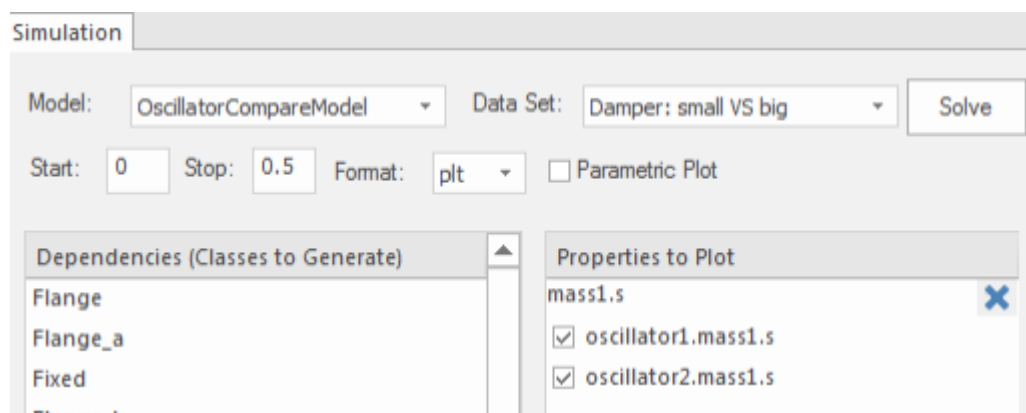 Simulation
Model: OscillatorCompareModel Data Set: Damper: small VS big Solve
Start: 0 Stop: 0.5 Format: plt Parametric Plot
Dependencies (Classes to Generate) Properties to Plot
Flange mass1.s
Flange_a oscillator1.mass1.s
Fixed oscillator2.mass1.s